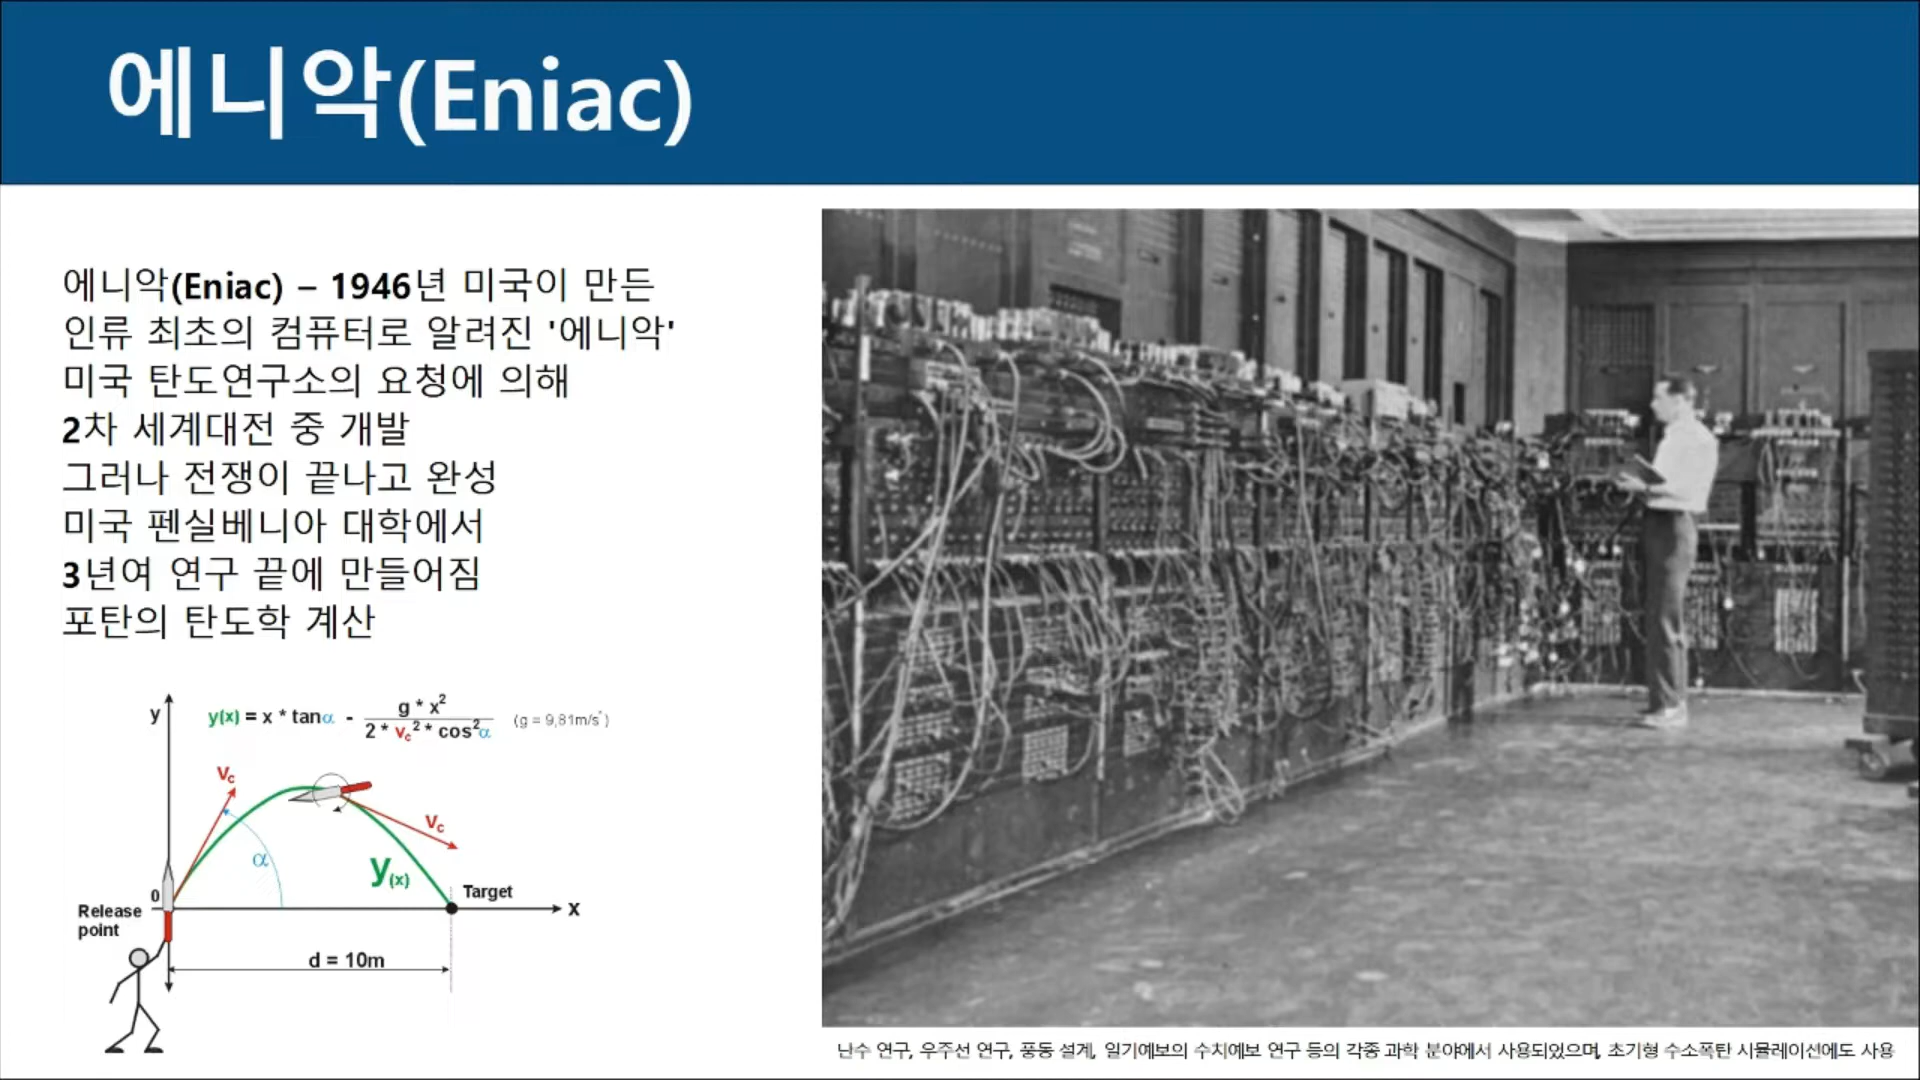 에니악(Eniac)
에니악(Eniac) – 1946년 미국이 만든
인류 최초의 컴퓨터로 알려진 '에니악'
미국 탄도연구소의 요청에 의해
2차 세계대전 중 개발
그러나 전쟁이 끝나고 완성
미국 펜실베니아 대학에서
3년여 연구 끝에 만들어짐
포탄의 탄도학 계산
y
y(x) = x * tanα - g * x² / 2 * vc² * cos²α (g = 9,81m/s²)
vc
vc
α
y(x)
0
Target
x
Release
point
d = 10m
난수 연구, 우주선 연구, 풍동 설계, 일기예보의 수치예보 연구 등의 각종 과학 분야에서 사용되었으며, 초기형 수소폭탄 시뮬레이션에도 사용